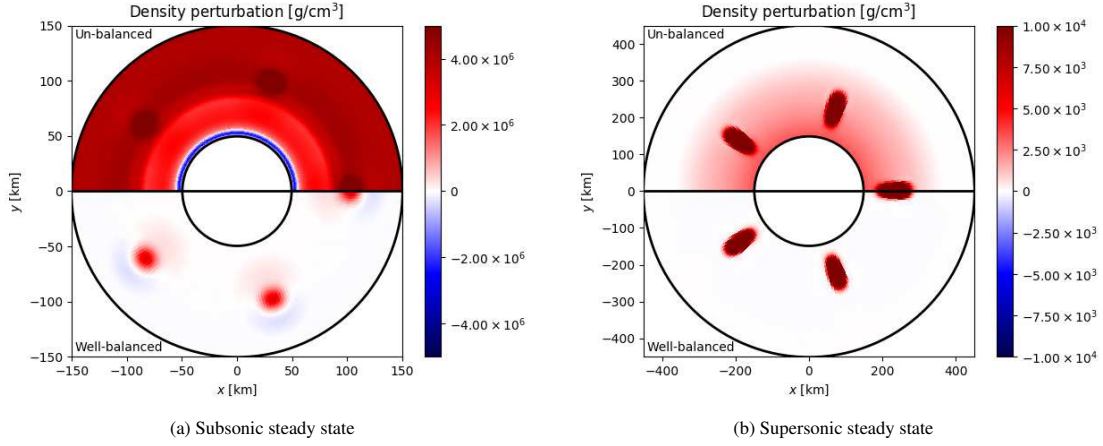 Density perturbation [g/cm³]
Un-balanced
Well-balanced
150
100
50
0
−50
−100
−150
y [km]
−150 −100 −50 0 50 100 150
x [km]
4.00 × 10⁶
2.00 × 10⁶
0
−2.00 × 10⁶
−4.00 × 10⁶
(a) Subsonic steady state
Density perturbation [g/cm³]
Un-balanced
Well-balanced
400
300
200
100
0
−100
−200
−300
−400
y [km]
−400 −200 0 200 400
x [km]
1.00 × 10⁴
7.50 × 10³
5.00 × 10³
2.50 × 10³
0
−2.50 × 10³
−5.00 × 10³
−7.50 × 10³
−1.00 × 10⁴
(b) Supersonic steady state